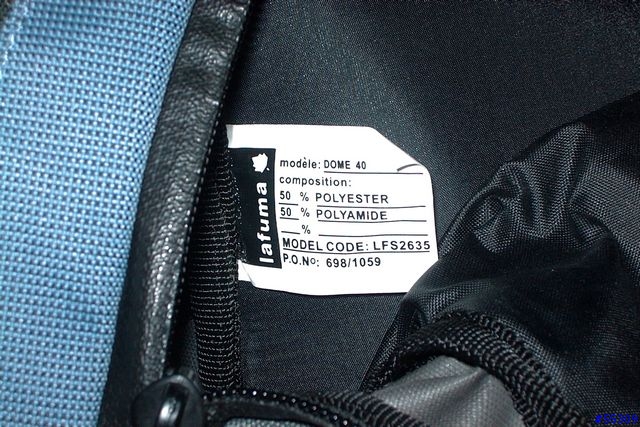 lafuma
modèle: DOME 40
composition:
50 % POLYESTER
50 % POLYAMIDE
%
MODEL CODE: LFS2635
P.O.No: 698/1059